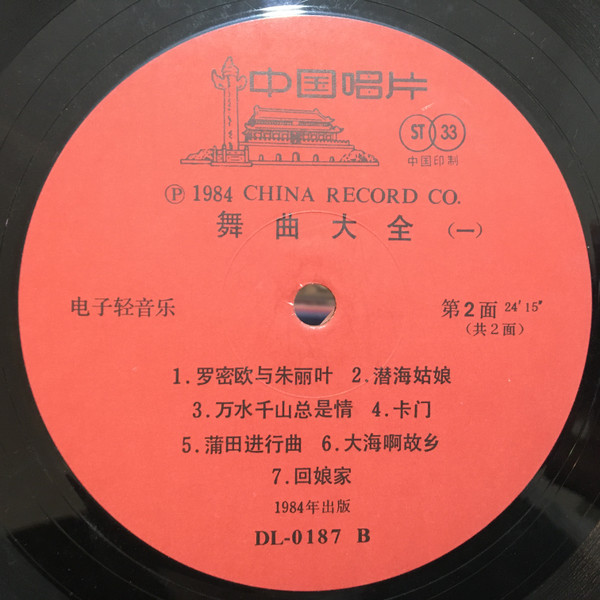 中国唱片
ST 33
中国印制
Ⓟ 1984 CHINA RECORD CO.
舞曲大全 (一)
电子轻音乐
第2面 24′15″
(共2面)
1.罗密欧与朱丽叶 2.潜海姑娘
3.万水千山总是情 4.卡门
5.蒲田进行曲 6.大海啊故乡
7.回娘家
1984年出版
DL-0187 B